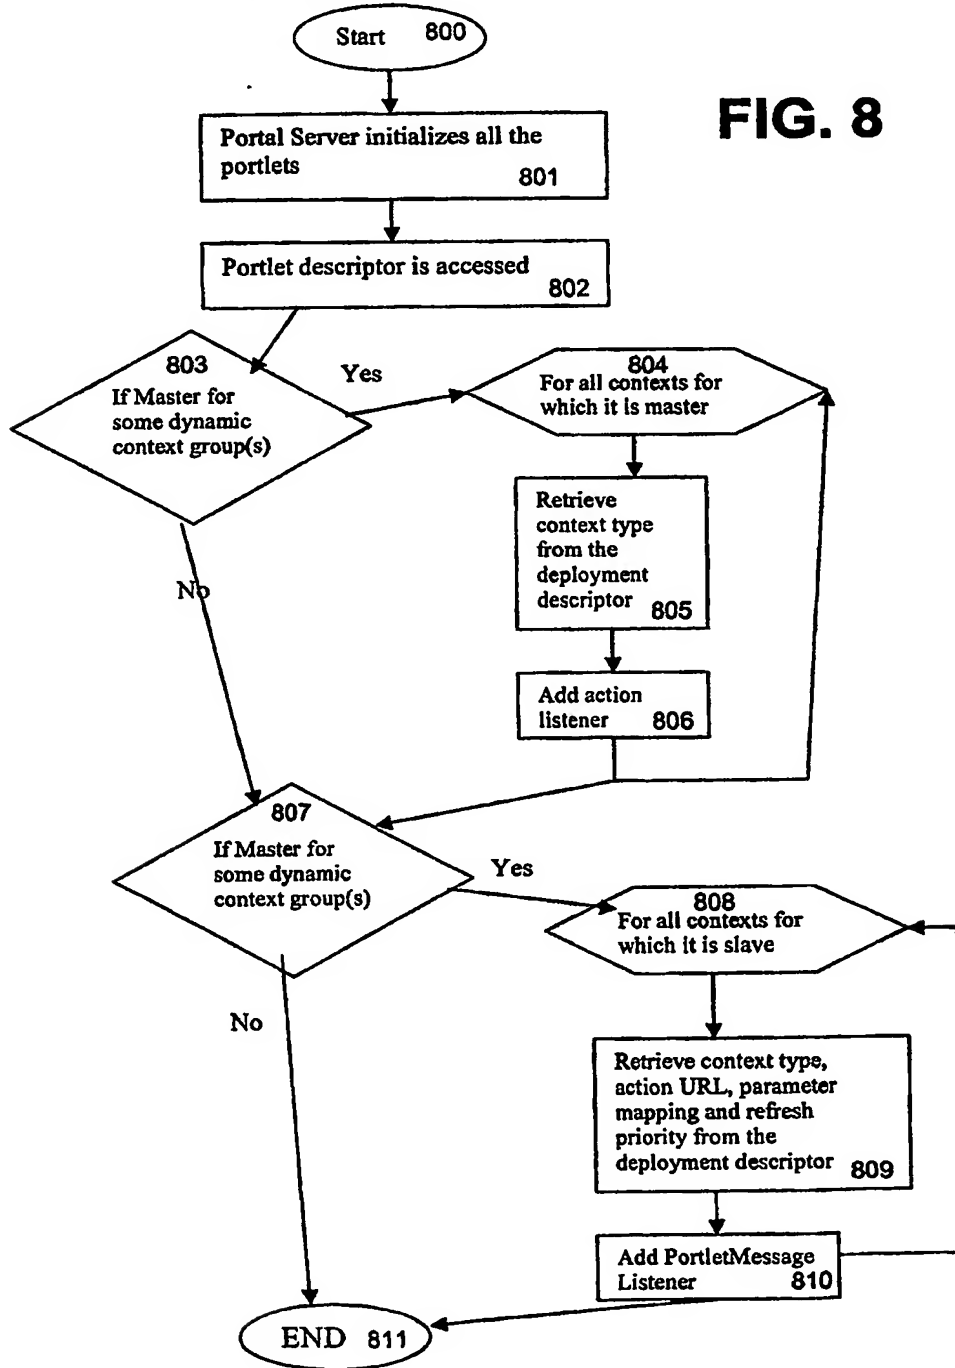 Start 800
FIG. 8
Portal Server initializes all the
portlets
801
Portlet descriptor is accessed
802
803
If Master for
some dynamic
context group(s)
Yes
804
For all contexts for
which it is master
Retrieve
context type
from the
deployment
descriptor 805
No
Add action
listener 806
807
If Master for
some dynamic
context group(s)
Yes
808
For all contexts for
which it is slave
No
Retrieve context type,
action URL, parameter
mapping and refresh
priority from the
deployment descriptor 809
Add PortletMessage
Listener 810
END 811